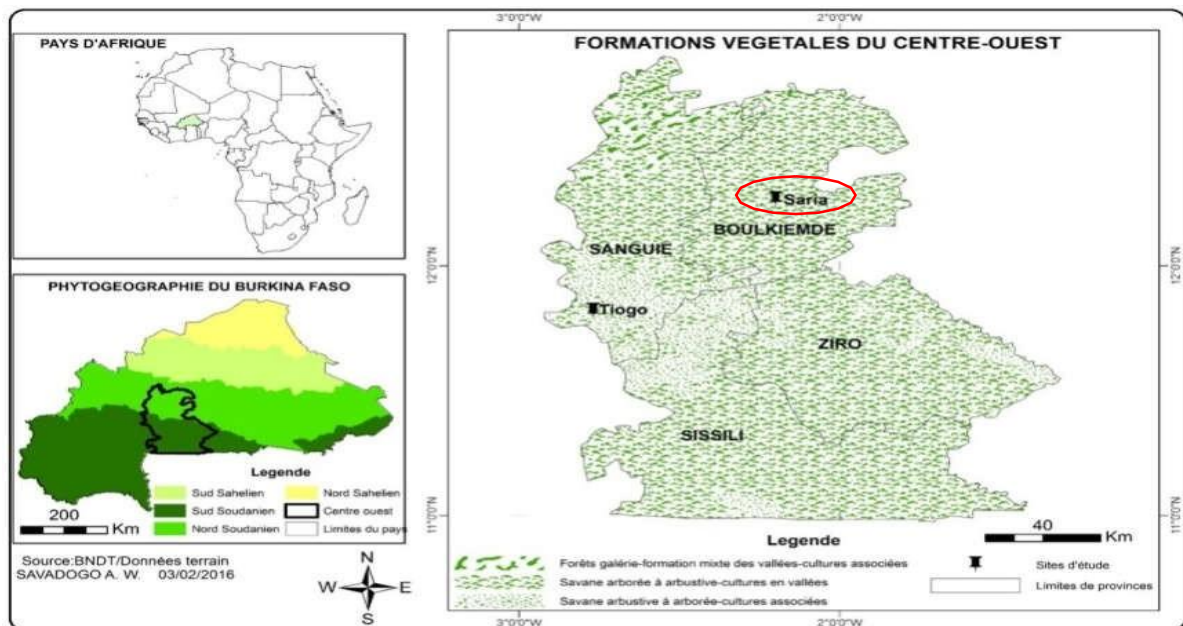 PAYS D'AFRIQUE
PHYTOGEOGRAPHIE DU BURKINA FASO
Legende
Sud Sahelien
Nord Sahelien
Sud Soudanien
Centre ouest
Nord Soudanien
Limites du pays
200
Km
Source:BNDT/Données terrain
SAVADOGO A. W. 03/02/2016
N
W
E
S
3°0'0"W
2°0'0"W
FORMATIONS VEGETALES DU CENTRE-OUEST
Saria
BOULKIEMDE
SANGUIE
12°0'0"N
12°0'0"N
Tiogo
ZIRO
SISSILI
11°0'0"N
11°0'0"N
40
Km
Legende
Forêts galérie-formation mixte des vallées-cultures associées
Savane arborée à arbustive-cultures en vallées
Savane arbustive à arborée-cultures associées
Sites d'étude
Limites de provinces
3°0'0"W
2°0'0"W